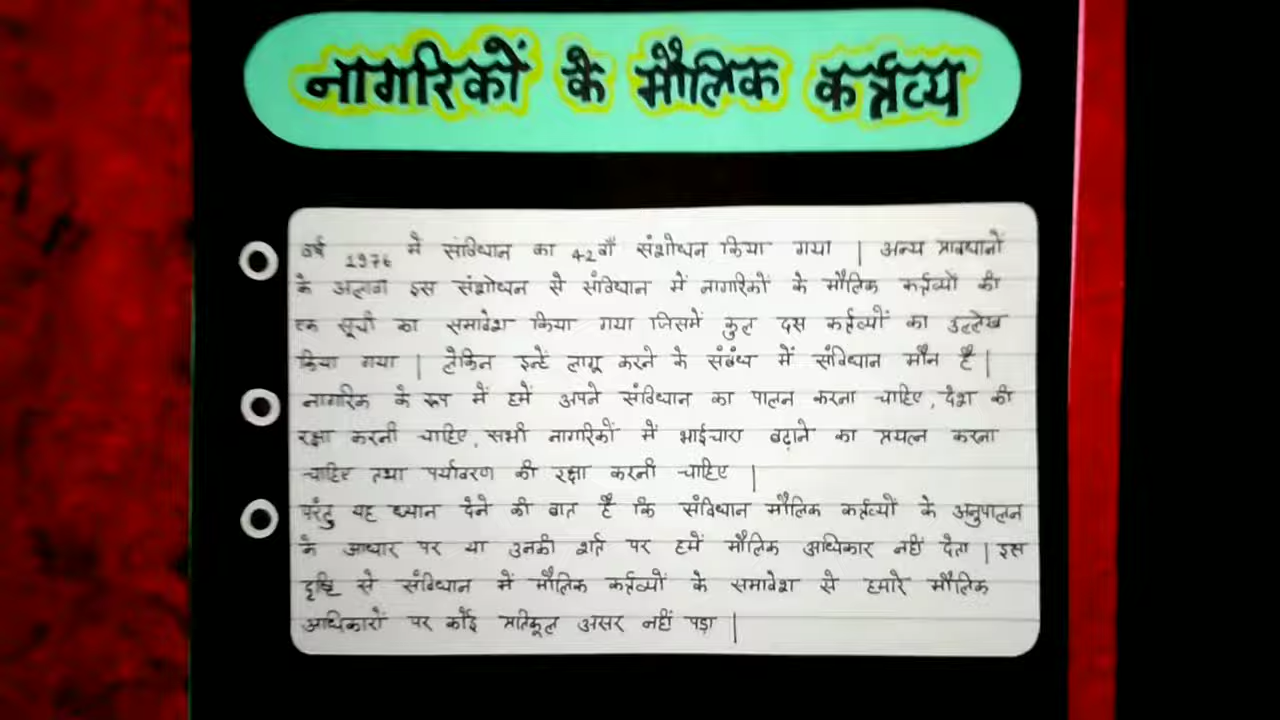 नागरिकों के मौलिक कर्त्तव्य
वर्ष 1976 में संविधान का 42वाँ संशोधन किया गया | अन्य प्रावधानों
के अलावा इस संशोधन से संविधान में नागरिकों के मौलिक कर्त्तव्यों की
एक सूची का समावेश किया गया जिसमें कुल दस कर्त्तव्यों का उल्लेख
किया गया | लेकिन इन्हें लागू करने के संबंध में संविधान मौन है |
नागरिक के रूप में हमें अपने संविधान का पालन करना चाहिए, देश की
रक्षा करनी चाहिए, सभी नागरिकों में भाईचारा बढ़ाने का प्रयत्न करना
चाहिए तथा पर्यावरण की रक्षा करनी चाहिए |
परंतु यह ध्यान देने की बात है कि संविधान मौलिक कर्त्तव्यों के अनुपालन
के आधार पर या उनकी शर्त पर हमें मौलिक अधिकार नहीं देता | इस
दृष्टि से संविधान में मौलिक कर्त्तव्यों के समावेश से हमारे मौलिक
अधिकारों पर कोई प्रतिकूल असर नहीं पड़ा |